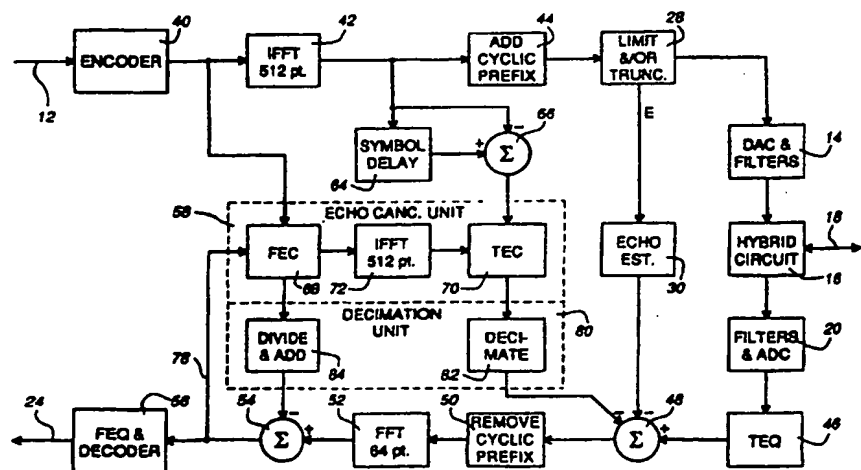 40
ENCODER
12
42
IFFT
512 pt.
44
ADD
CYCLIC
PREFIX
28
LIMIT
&/OR
TRUNC.
E
SYMBOL
DELAY
64
+
−
66
Σ
DAC &
FILTERS
14
58
ECHO CANC. UNIT
FEC
68
IFFT
512 pt.
72
TEC
70
ECHO
EST.
30
HYBRID
CIRCUIT
16
18
DECIMATION
UNIT
80
DIVIDE
& ADD
84
DECI-
MATE
82
FILTERS
& ADC
20
78
24
FEQ &
DECODER
54
−
Σ
+
52
FFT
64 pt.
50
REMOVE
CYCLIC
PREFIX
−
−
48
Σ
+
TEQ
46